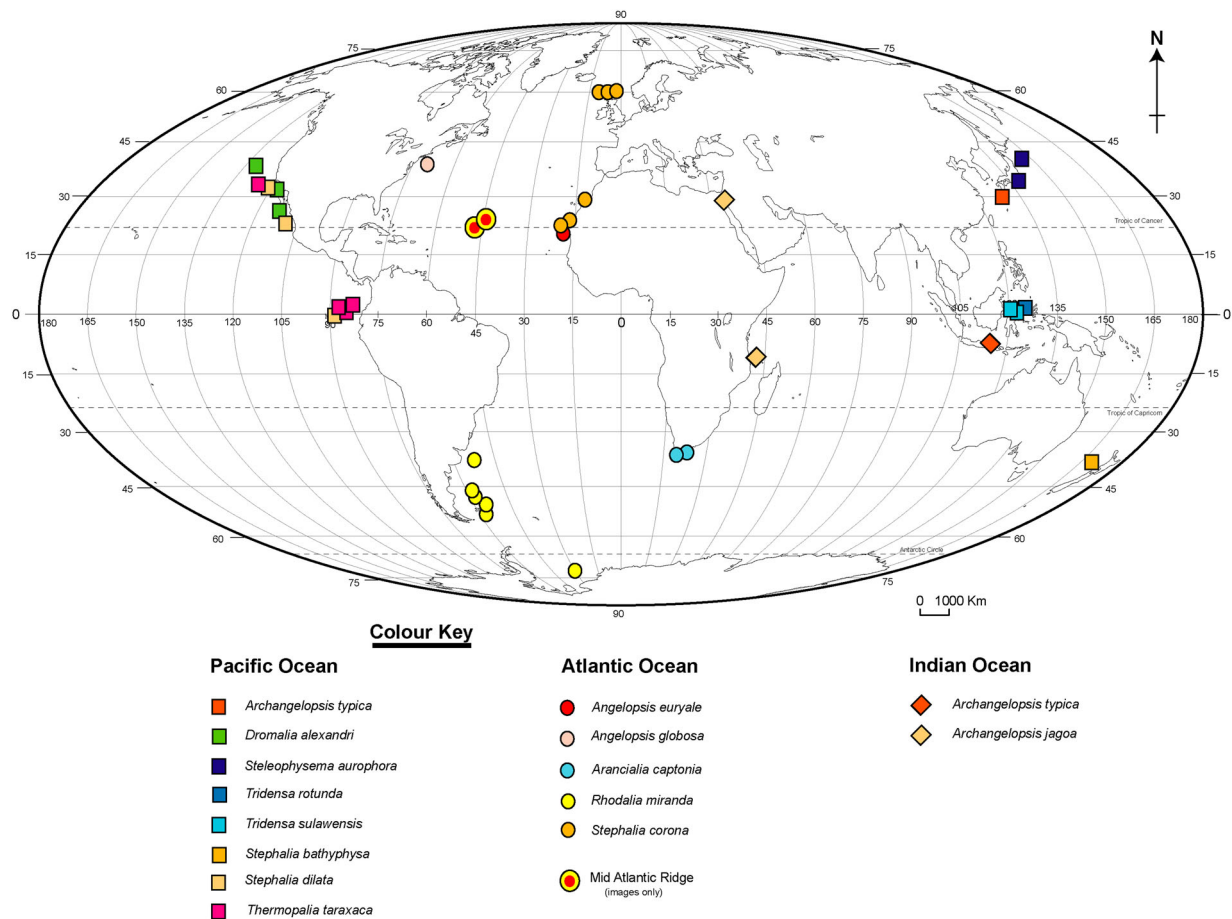 90
75
75
N
60
60
45
45
30
30
Tropic of Cancer
15
15
0
180
165
150
135
120
105
90
75
60
45
30
15
0
15
30
45
60
75
90
105
135
150
165
180
0
15
15
Tropic of Capricorn
30
30
45
45
60
Antarctic Circle
60
75
75
90
0 1000 Km
Colour Key
Pacific Ocean
Archangelopsis typica
Dromalia alexandri
Steleophysema aurophora
Tridensa rotunda
Tridensa sulawensis
Stephalia bathyphysa
Stephalia dilata
Thermopalia taraxaca
Atlantic Ocean
Angelopsis euryale
Angelopsis globosa
Arancialia captonia
Rhodalia miranda
Stephalia corona
Mid Atlantic Ridge
(images only)
Indian Ocean
Archangelopsis typica
Archangelopsis jagoa